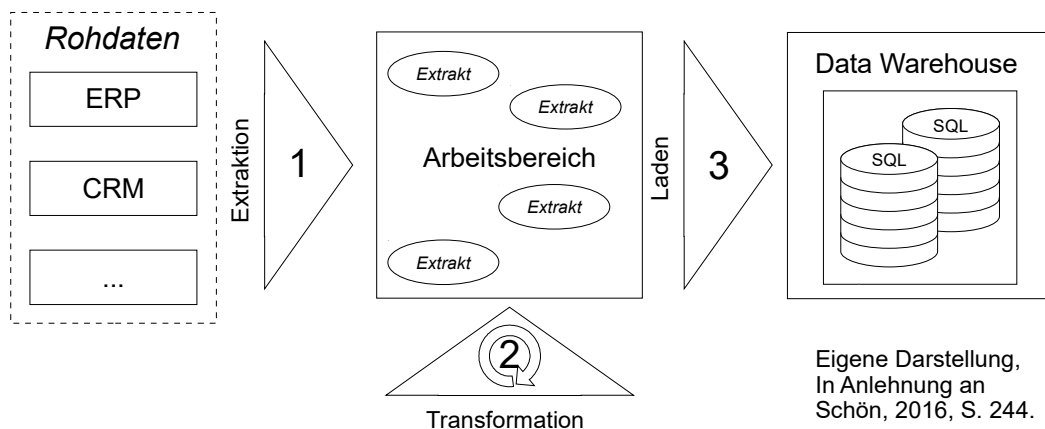 Rohdaten
ERP
CRM
...
Extraktion
1
Extrakt
Extrakt
Arbeitsbereich
Extrakt
Extrakt
2
Transformation
Laden
3
Data Warehouse
SQL
SQL
Eigene Darstellung,
In Anlehnung an
Schön, 2016, S. 244.